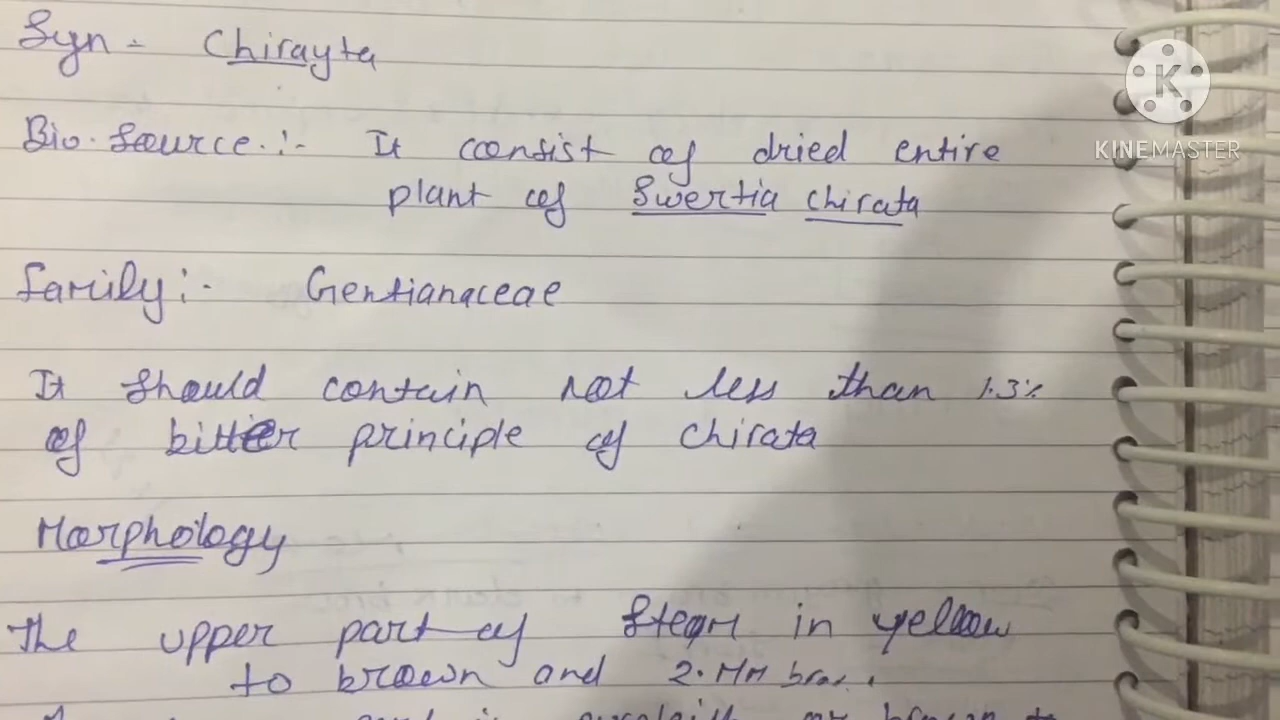 Syn - Chirayta
Bio. Source :- It consist of dried entire
plant of Swertia chirata
Family :- Gentianaceae
It should contain not less than 1.3%
of bitter principle of chirata
Morphology
The upper part of Stem in yellow
to brown and 2.MM
K
KINEMASTER